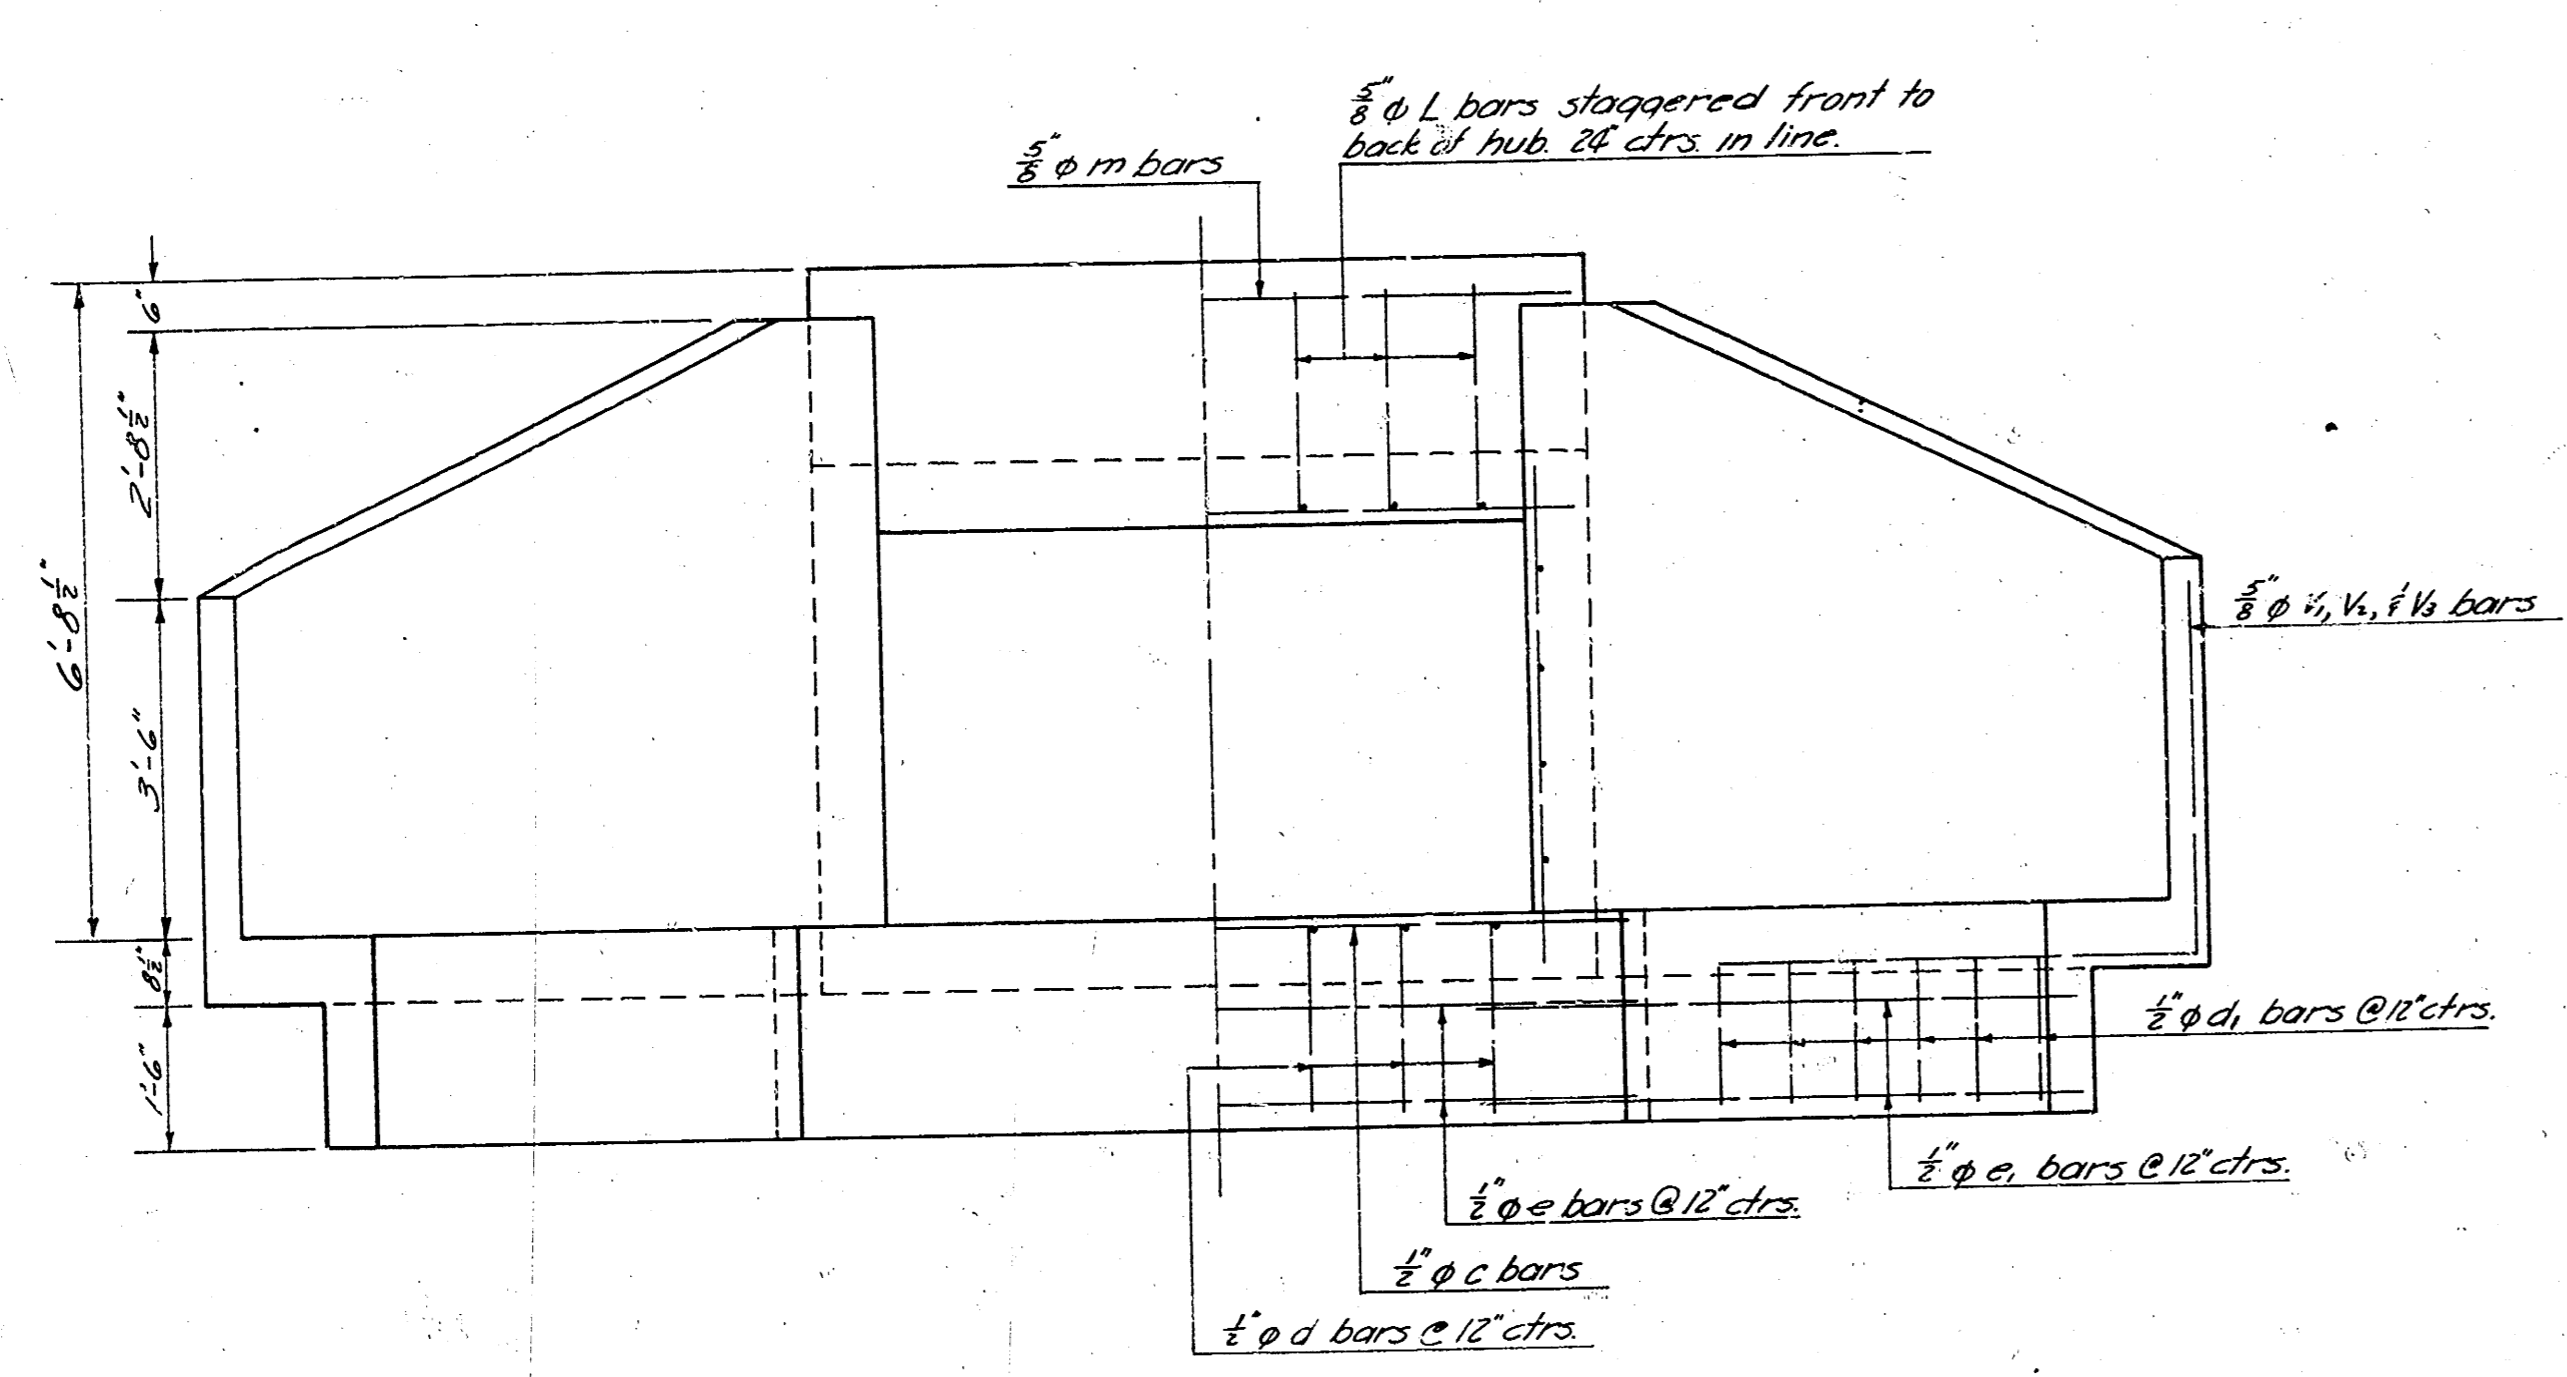 5/8" φ L bars staggered front to
back of hub. 24" ctrs. in line.
5/8" φ m bars
6"
2'-8 1/2"
6'-8 1/2"
3'-6"
8 1/2"
1'-6"
5/8" φ V1, V2, & V3 bars
1/2" φ d1 bars @ 12" ctrs.
1/2" φ e1 bars @ 12" ctrs.
1/2" φ e bars @ 12" ctrs.
1/2" φ c bars
1/2" φ d bars @ 12" ctrs.